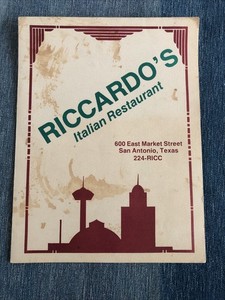 RICCARDO'S
Italian Restaurant
600 East Market Street
San Antonio, Texas
224-RICC